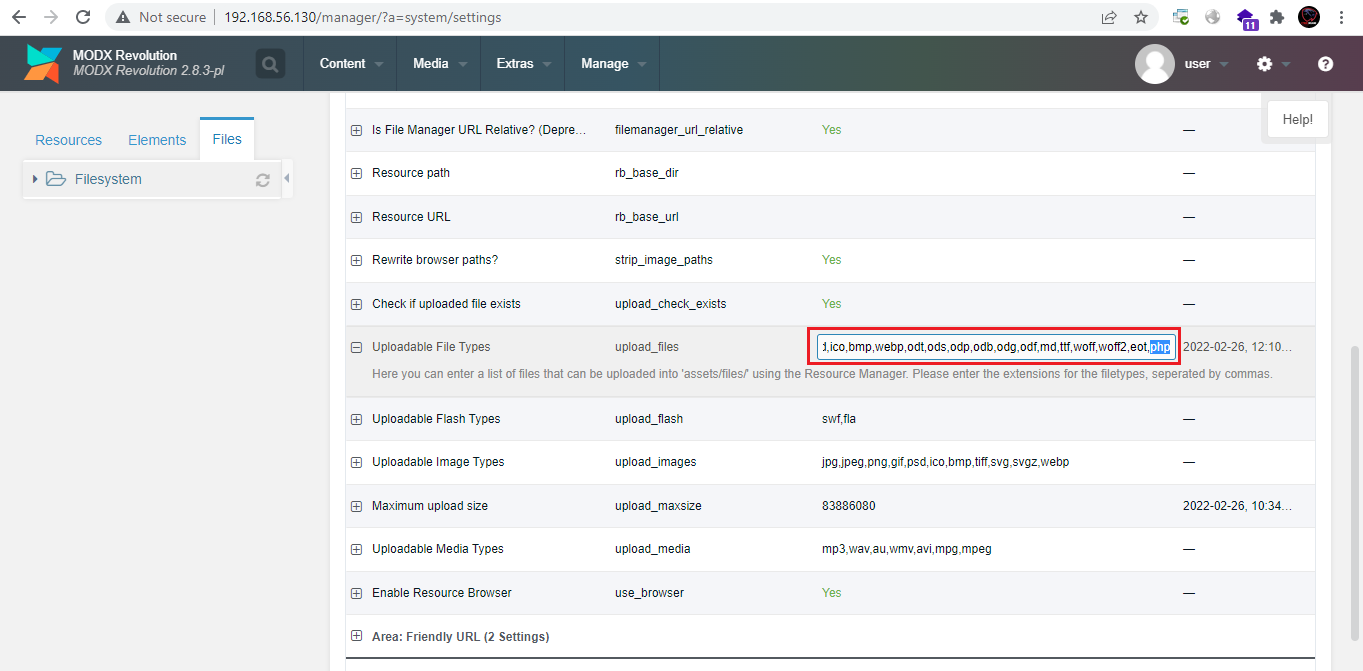 Not secure | 192.168.56.130/manager/?a=system/settings
11
MODX Revolution
MODX Revolution 2.8.3-pl
Content Media Extras Manage user ?
Resources Elements Files
Filesystem
Help!
Is File Manager URL Relative? (Depre... filemanager_url_relative Yes —
Resource path rb_base_dir —
Resource URL rb_base_url —
Rewrite browser paths? strip_image_paths Yes —
Check if uploaded file exists upload_check_exists Yes —
Uploadable File Types upload_files ,ico,bmp,webp,odt,ods,odp,odb,odg,odf,md,ttf,woff,woff2,eot,php 2022-02-26, 12:10...
Here you can enter a list of files that can be uploaded into 'assets/files/' using the Resource Manager. Please enter the extensions for the filetypes, seperated by commas.
Uploadable Flash Types upload_flash swf,fla —
Uploadable Image Types upload_images jpg,jpeg,png,gif,psd,ico,bmp,tiff,svg,svgz,webp —
Maximum upload size upload_maxsize 83886080 2022-02-26, 10:34...
Uploadable Media Types upload_media mp3,wav,au,wmv,avi,mpg,mpeg —
Enable Resource Browser use_browser Yes —
Area: Friendly URL (2 Settings)